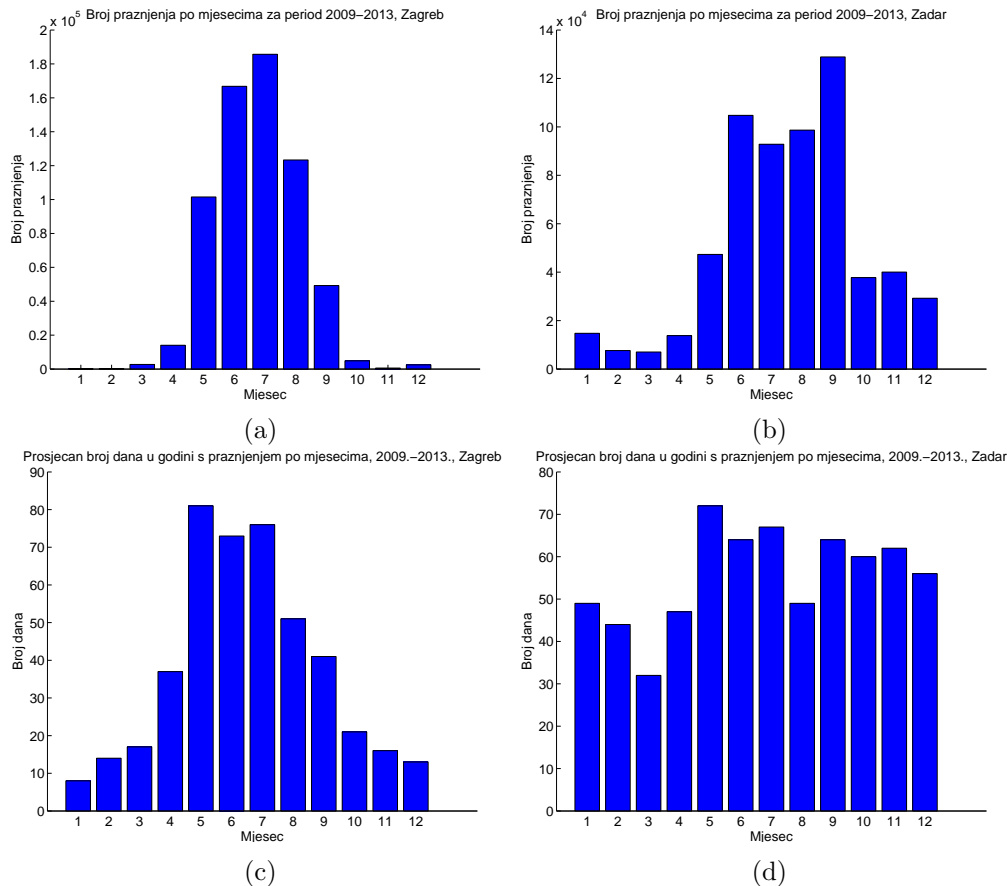 Broj praznjenja po mjesecima za period 2009−2013, Zagreb
x 10^5
2
1.8
1.6
1.4
1.2
1
0.8
0.6
0.4
0.2
0
Broj praznjenja
1 2 3 4 5 6 7 8 9 10 11 12
Mjesec
(a)
Broj praznjenja po mjesecima za period 2009−2013, Zadar
x 10^4
14
12
10
8
6
4
2
0
Broj praznjenja
1 2 3 4 5 6 7 8 9 10 11 12
Mjesec
(b)
Prosjecan broj dana u godini s praznjenjem po mjesecima, 2009.−2013., Zagreb
90
80
70
60
50
40
30
20
10
0
Broj dana
1 2 3 4 5 6 7 8 9 10 11 12
Mjesec
(c)
Prosjecan broj dana u godini s praznjenjem po mjesecima, 2009.−2013., Zadar
80
70
60
50
40
30
20
10
0
Broj dana
1 2 3 4 5 6 7 8 9 10 11 12
Mjesec
(d)